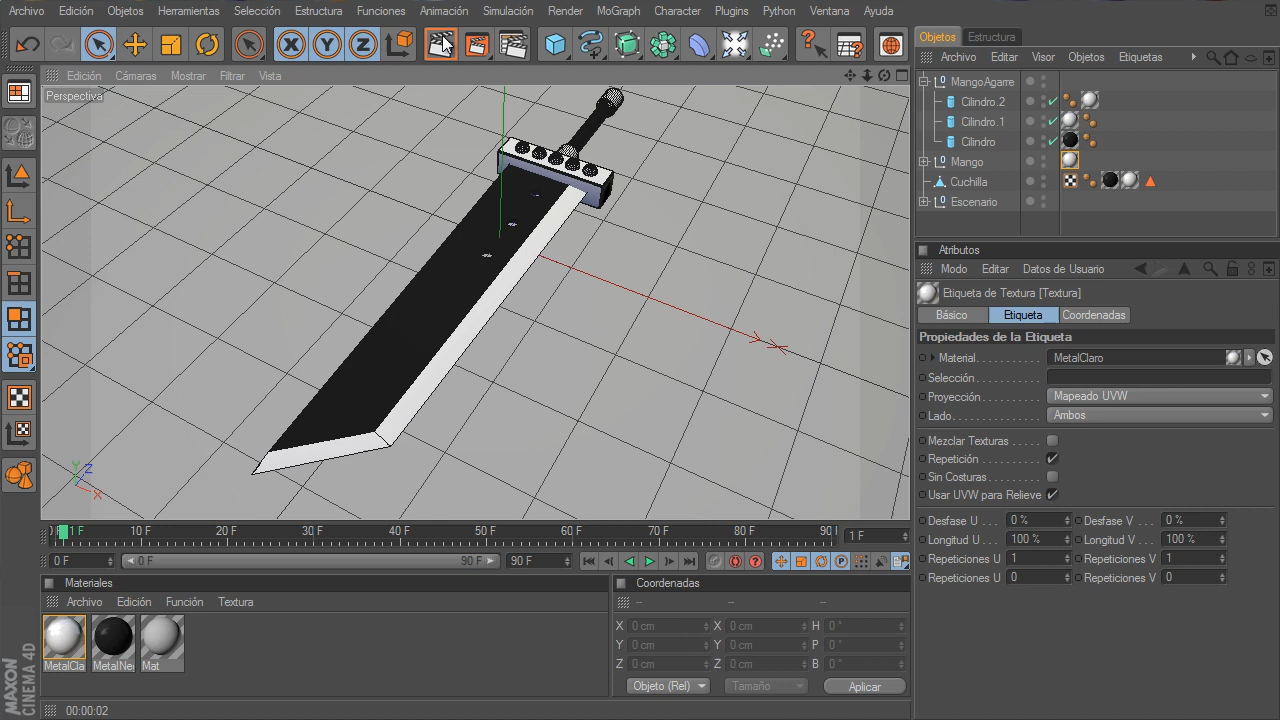 Archivo Edición Objetos Herramientas Selección Estructura Funciones Animación Simulación Render MoGraph Character Plugins Python Ventana Ayuda
Objetos Estructura
Archivo Editar Visor Objetos Etiquetas
Edición Cámaras Mostrar Filtrar Vista
Perspectiva
MangoAgarre
Cilindro.2
Cilindro.1
Cilindro
Mango
Cuchilla
Escenario
Atributos
Modo Editar Datos de Usuario
Etiqueta de Textura [Textura]
Básico Etiqueta Coordenadas
Propiedades de la Etiqueta
Material MetalClaro
Selección
Proyección Mapeado UVW
Lado Ambos
Mezclar Texturas
Repetición
Sin Costuras
Usar UVW para Relieve
Desfase U 0 % Desfase V 0 %
Longitud U 100 % Longitud V 100 %
Repeticiones U 1 Repeticiones V 1
Repeticiones U 0 Repeticiones V 0
Y Z
X
1 F 10 F 20 F 30 F 40 F 50 F 60 F 70 F 80 F 90 1 F
0 F 0 F 90 F 90 F
Materiales
Archivo Edición Función Textura
MetalCla MetalNe Mat
Coordenadas
-- -- --
X 0 cm X 0 cm H 0 °
Y 0 cm Y 0 cm P 0 °
Z 0 cm Z 0 cm B 0 °
Objeto (Rel) Tamaño Aplicar
MAXON
CINEMA 4D
00:00:02